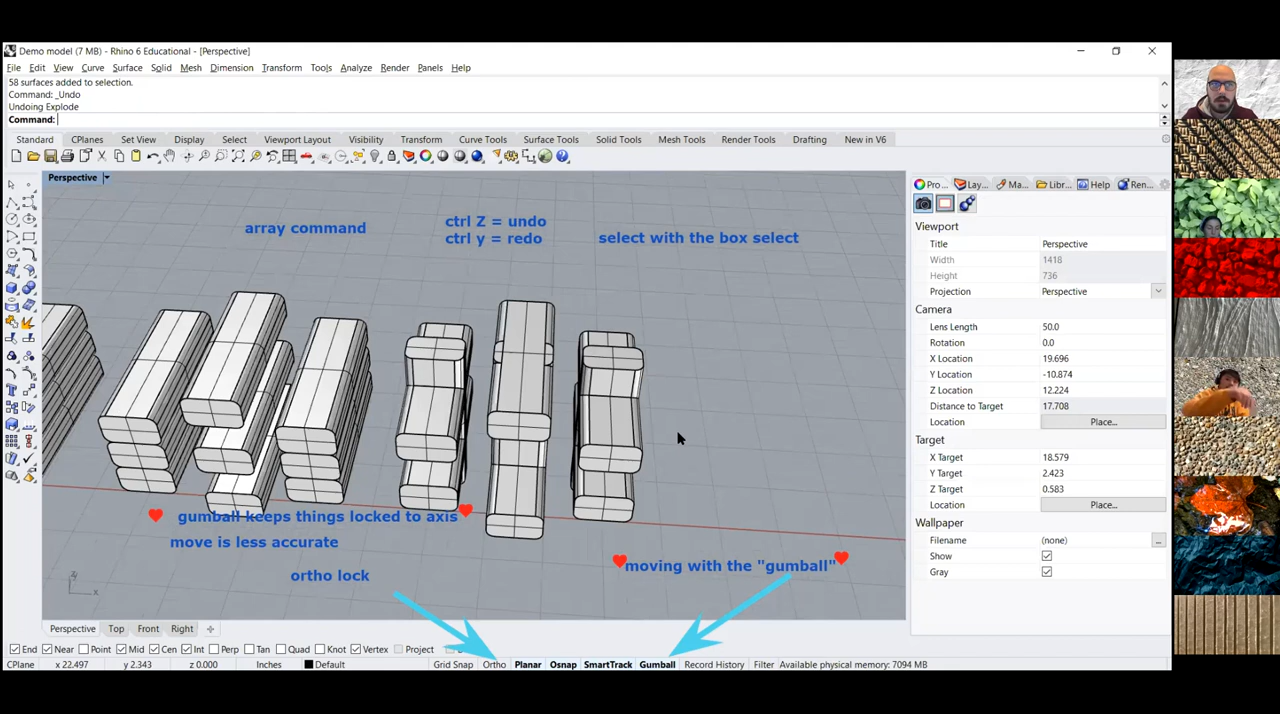 Demo model (7 MB) - Rhino 6 Educational - [Perspective]
File Edit View Curve Surface Solid Mesh Dimension Transform Tools Analyze Render Panels Help
58 surfaces added to selection.
Command: _Undo
Undoing Explode
Command:
Standard CPlanes Set View Display Select Viewport Layout Visibility Transform Curve Tools Surface Tools Solid Tools Mesh Tools Render Tools Drafting New in V6
Perspective
Pro... Lay... Ma... Libr... Help Ren...
array command
ctrl Z = undo
ctrl y = redo
select with the box select
Viewport
Title Perspective
Width 1418
Height 736
Projection Perspective
Camera
Lens Length 50.0
Rotation 0.0
X Location 19.696
Y Location -10.874
Z Location 12.224
Distance to Target 17.708
Location Place...
Target
X Target 18.579
Y Target 2.423
Z Target 0.583
Location Place...
Wallpaper
Filename (none) ...
Show
Gray
gumball keeps things locked to axis
move is less accurate
ortho lock
moving with the "gumball"
z
x
Perspective Top Front Right
End Near Point Mid Cen Int Perp Tan Quad Knot Vertex Project
CPlane x 22.497 y 2.343 z 0.000 Inches Default Grid Snap Ortho Planar Osnap SmartTrack Gumball Record History Filter Available physical memory: 7094 MB